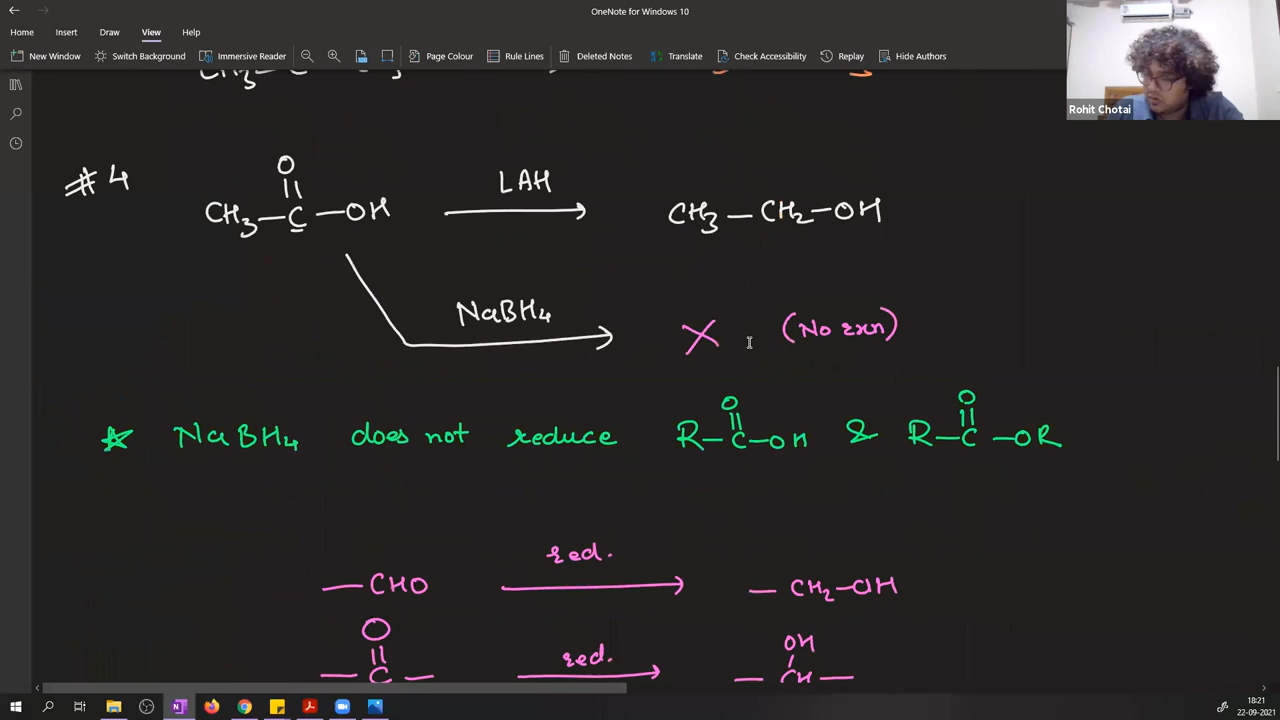 OneNote for Windows 10
Home Insert Draw View Help
New Window Switch Background Immersive Reader Page Colour Rule Lines Deleted Notes Translate Check Accessibility Replay Hide Authors
Rohit Chotai
O
#4 CH3—C—OH LAH CH3—CH2—OH
NaBH4 X (No rxn)
O O
☆ NaBH4 does not reduce R—C—OH & R—C—OR
red.
—CHO —CH2—OH
O OH
red.
—C— —CH—
18:21
22-09-2021